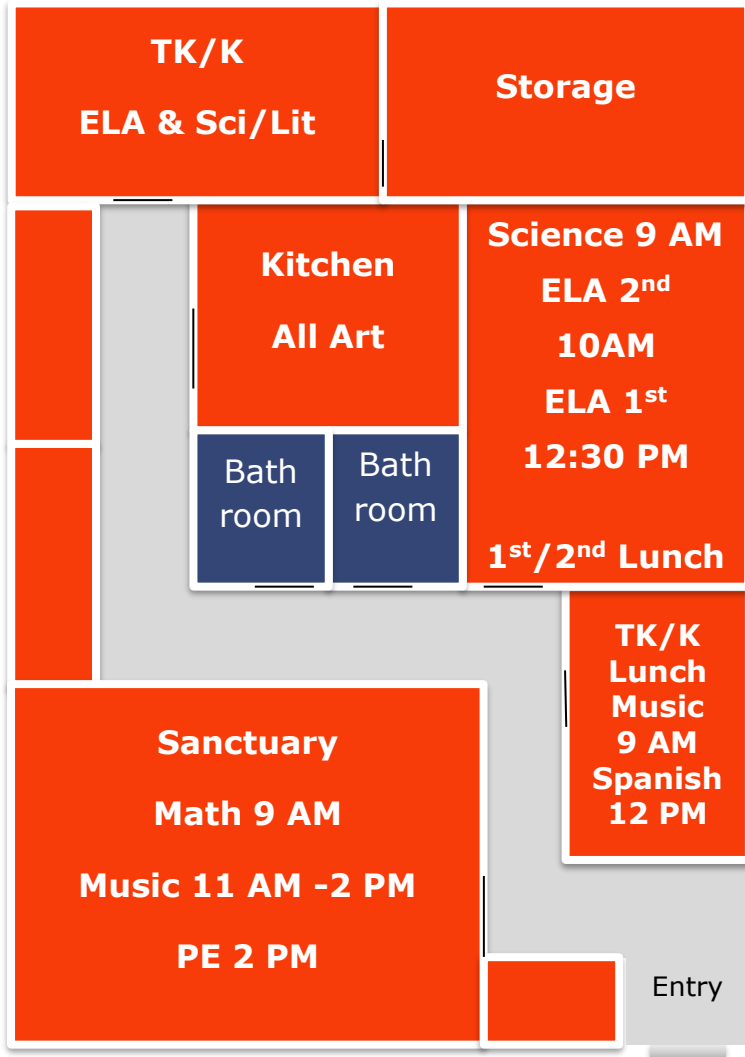 TK/K
ELA & Sci/Lit
Storage
Kitchen
All Art
Science 9 AM
ELA 2nd
10AM
ELA 1st
12:30 PM
1st/2nd Lunch
Bath
room
Bath
room
TK/K
Lunch
Music
9 AM
Spanish
12 PM
Sanctuary
Math 9 AM
Music 11 AM -2 PM
PE 2 PM
Entry